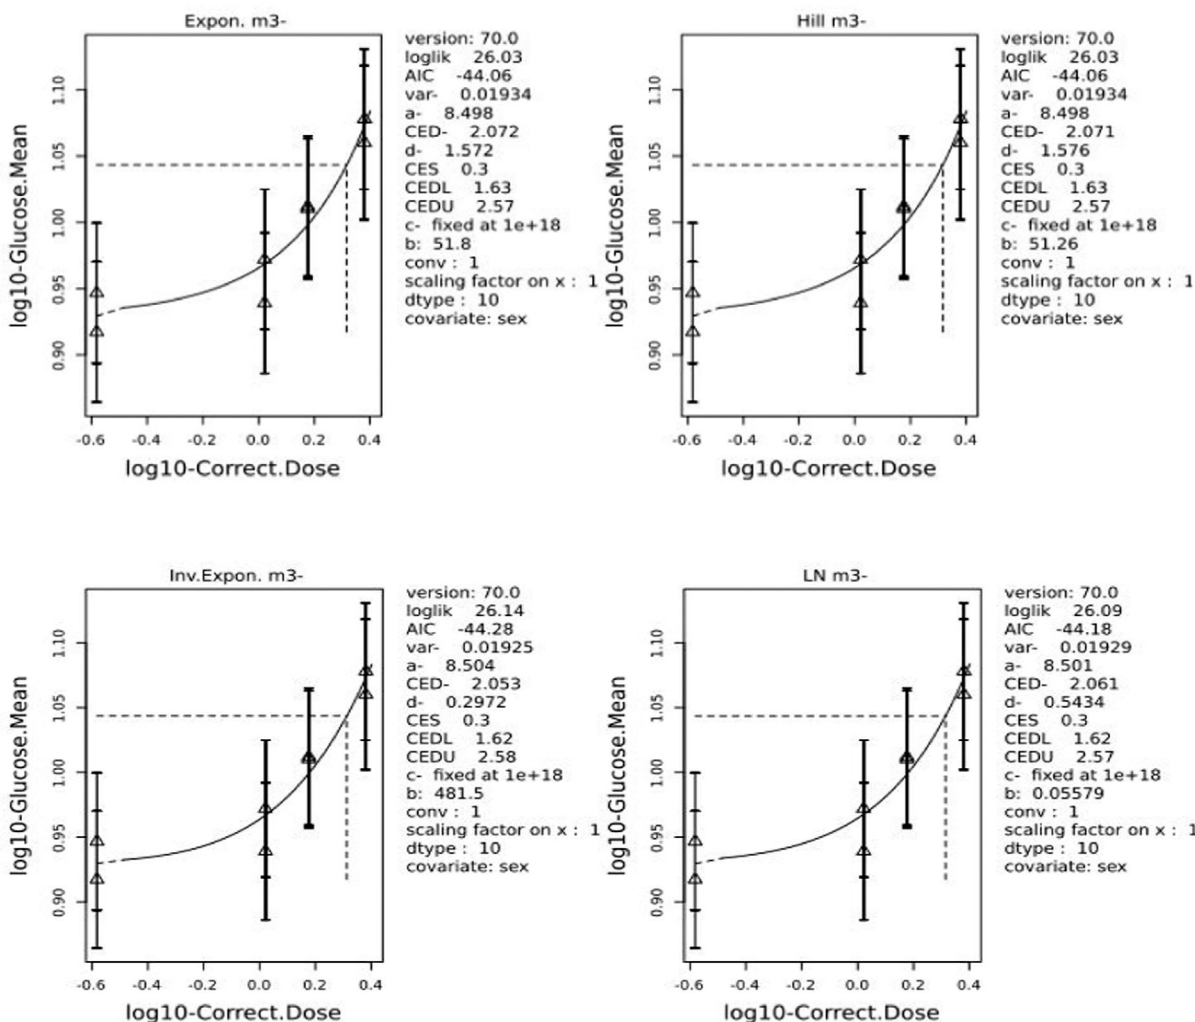 Expon. m3-
1.10
1.05
1.00
0.95
0.90
log10-Glucose.Mean
-0.6 -0.4 -0.2 0.0 0.2 0.4
log10-Correct.Dose
version: 70.0
loglik 26.03
AIC -44.06
var- 0.01934
a- 8.498
CED- 2.072
d- 1.572
CES 0.3
CEDL 1.63
CEDU 2.57
c- fixed at 1e+18
b: 51.8
conv : 1
scaling factor on x : 1
dtype : 10
covariate: sex
Hill m3-
1.10
1.05
1.00
0.95
0.90
log10-Glucose.Mean
-0.6 -0.4 -0.2 0.0 0.2 0.4
log10-Correct.Dose
version: 70.0
loglik 26.03
AIC -44.06
var- 0.01934
a- 8.498
CED- 2.071
d- 1.576
CES 0.3
CEDL 1.63
CEDU 2.57
c- fixed at 1e+18
b: 51.26
conv : 1
scaling factor on x : 1
dtype : 10
covariate: sex
Inv.Expon. m3-
1.10
1.05
1.00
0.95
0.90
log10-Glucose.Mean
-0.6 -0.4 -0.2 0.0 0.2 0.4
log10-Correct.Dose
version: 70.0
loglik 26.14
AIC -44.28
var- 0.01925
a- 8.504
CED- 2.053
d- 0.2972
CES 0.3
CEDL 1.62
CEDU 2.58
c- fixed at 1e+18
b: 481.5
conv : 1
scaling factor on x : 1
dtype : 10
covariate: sex
LN m3-
1.10
1.05
1.00
0.95
0.90
log10-Glucose.Mean
-0.6 -0.4 -0.2 0.0 0.2 0.4
log10-Correct.Dose
version: 70.0
loglik 26.09
AIC -44.18
var- 0.01929
a- 8.501
CED- 2.061
d- 0.5434
CES 0.3
CEDL 1.62
CEDU 2.57
c- fixed at 1e+18
b: 0.05579
conv : 1
scaling factor on x : 1
dtype : 10
covariate: sex